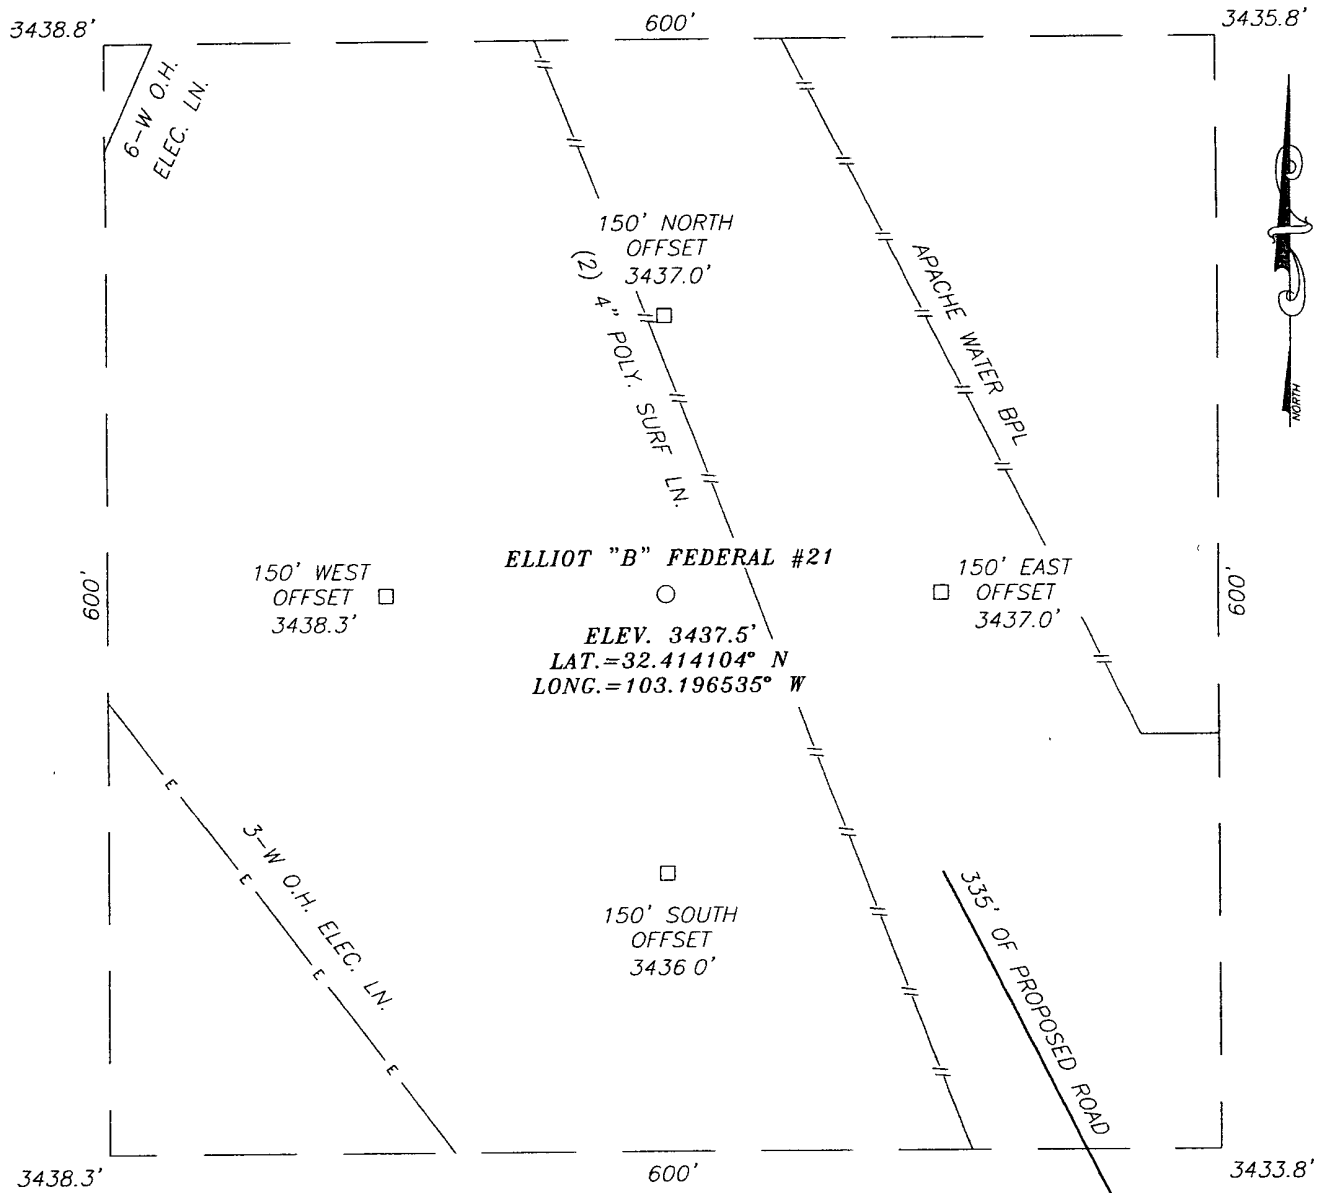 3438.8'
600'
3435.8'
6-W O.H.
ELEC. LN.
NORTH
150' NORTH
OFFSET
3437.0'
(2) 4" POLY. SURF LN.
APACHE WATER BPL
ELLIOT "B" FEDERAL #21
150' WEST
OFFSET
3438.3'
150' EAST
OFFSET
3437.0'
600'
600'
ELEV. 3437.5'
LAT.=32.414104° N
LONG.=103.196535° W
E
3-W O.H. ELEC. LN.
E
E
E
150' SOUTH
OFFSET
3436 0'
335' OF PROPOSED ROAD
3438.3'
600'
3433.8'